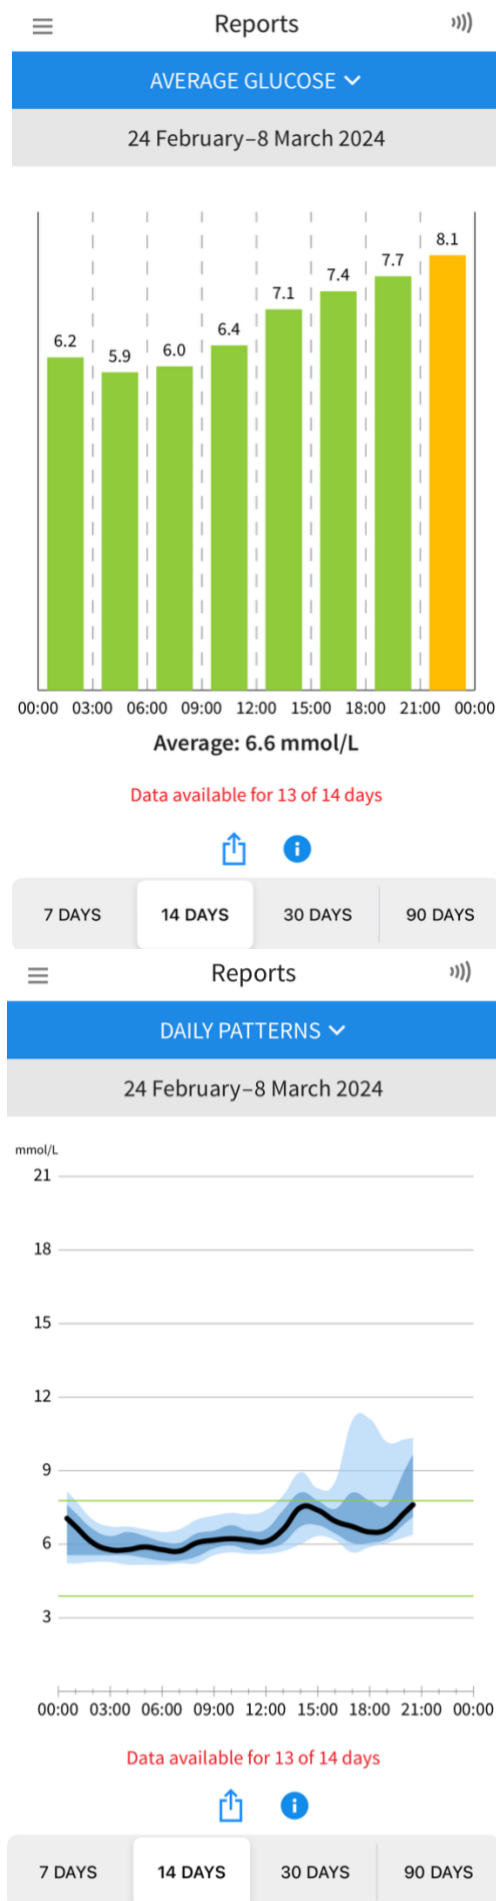 Reports
AVERAGE GLUCOSE
24 February–8 March 2024
6.2 5.9 6.0 6.4 7.1 7.4 7.7 8.1
00:00 03:00 06:00 09:00 12:00 15:00 18:00 21:00 00:00
Average: 6.6 mmol/L
Data available for 13 of 14 days
7 DAYS 14 DAYS 30 DAYS 90 DAYS
Reports
DAILY PATTERNS
24 February–8 March 2024
mmol/L
21
18
15
12
9
6
3
00:00 03:00 06:00 09:00 12:00 15:00 18:00 21:00 00:00
Data available for 13 of 14 days
7 DAYS 14 DAYS 30 DAYS 90 DAYS